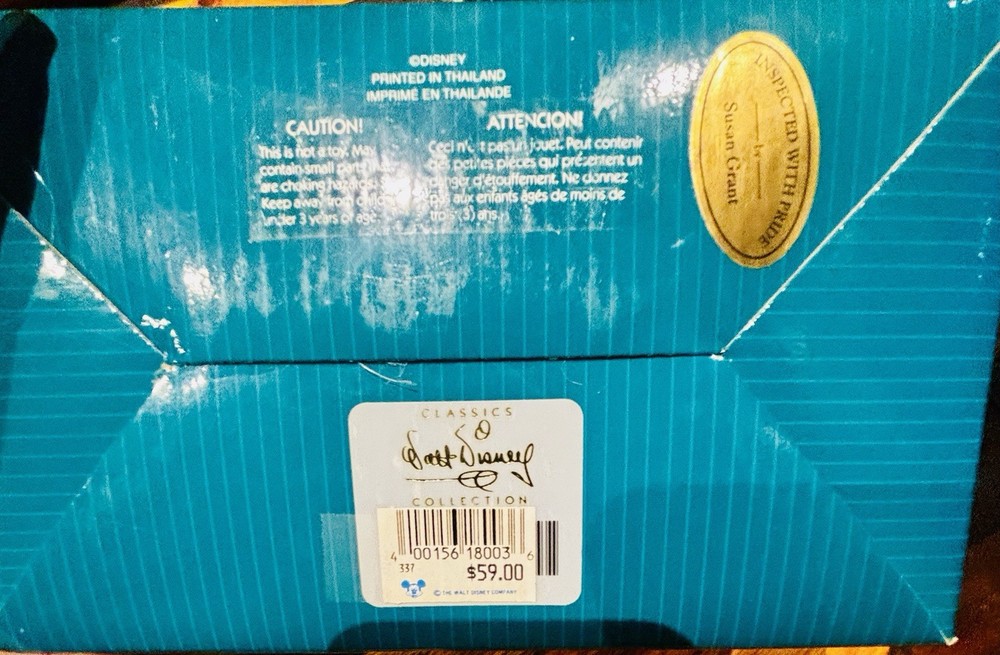 ©DISNEY
PRINTED IN THAILAND
IMPRIMÉ EN THAILANDE
CAUTION!
This is not a toy. May
contain small parts
are choking hazards
Keep away from
under 3 years of age.
ATTENCION!
Ceci n'est pas un jouet. Peut contenir
des petites pièces qui présentent un
danger d'étouffement. Ne donnez
pas aux enfants âgés de moins de
trois (3) ans.
INSPECTED WITH PRIDE
by
Susan Grant
CLASSICS
Walt Disney
COLLECTION
4 00156 18003 6
337
$59.00
© THE WALT DISNEY COMPANY